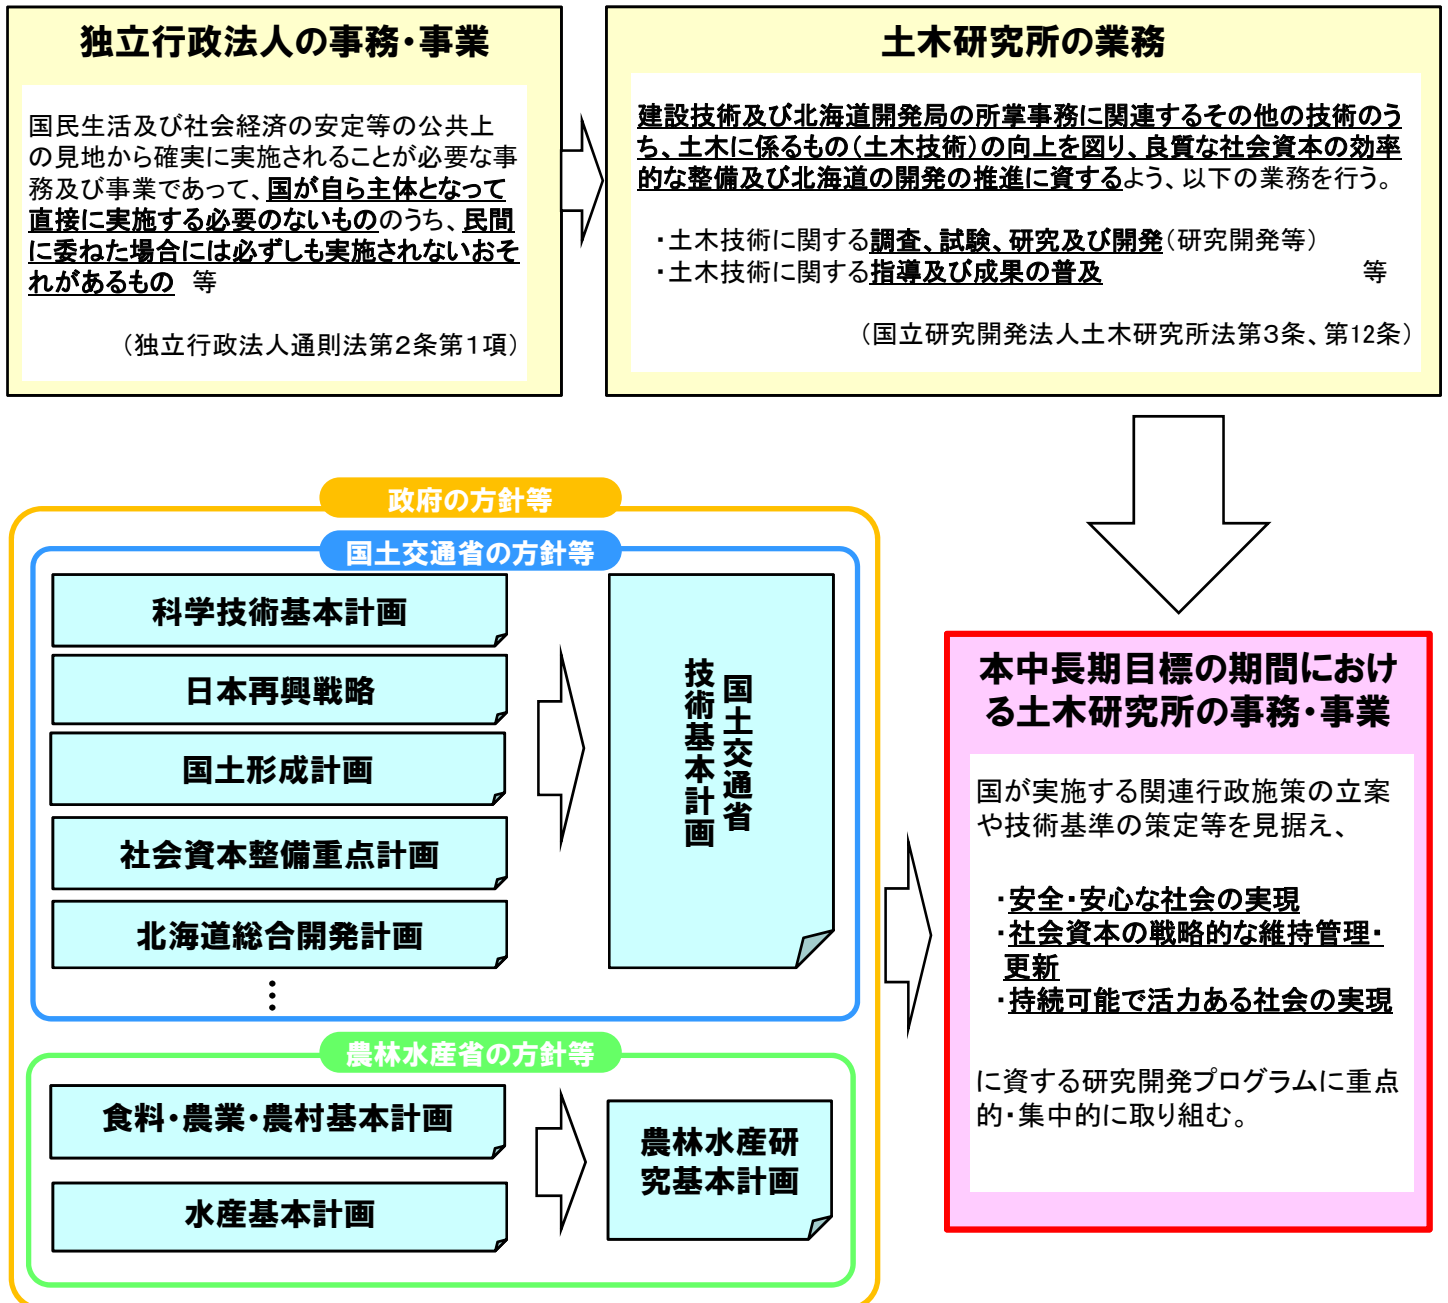 独立行政法人の事務・事業
国民生活及び社会経済の安定等の公共上
の見地から確実に実施されることが必要な事
務及び事業であって、国が自ら主体となって
直接に実施する必要のないもののうち、民間
に委ねた場合には必ずしも実施されないおそ
れがあるもの　等
（独立行政法人通則法第2条第1項）
土木研究所の業務
建設技術及び北海道開発局の所掌事務に関連するその他の技術のう
ち、土木に係るもの（土木技術）の向上を図り、良質な社会資本の効率
的な整備及び北海道の開発の推進に資するよう、以下の業務を行う。
・土木技術に関する調査、試験、研究及び開発（研究開発等）
・土木技術に関する指導及び成果の普及　等
（国立研究開発法人土木研究所法第3条、第12条）
政府の方針等
国土交通省の方針等
科学技術基本計画
日本再興戦略
国土形成計画
社会資本整備重点計画
北海道総合開発計画
…
国土交通省
技術基本計画
農林水産省の方針等
食料・農業・農村基本計画
水産基本計画
農林水産研
究基本計画
本中長期目標の期間におけ
る土木研究所の事務・事業
国が実施する関連行政施策の立案
や技術基準の策定等を見据え、
・安全・安心な社会の実現
・社会資本の戦略的な維持管理・
更新
・持続可能で活力ある社会の実現
に資する研究開発プログラムに重点
的・集中的に取り組む。